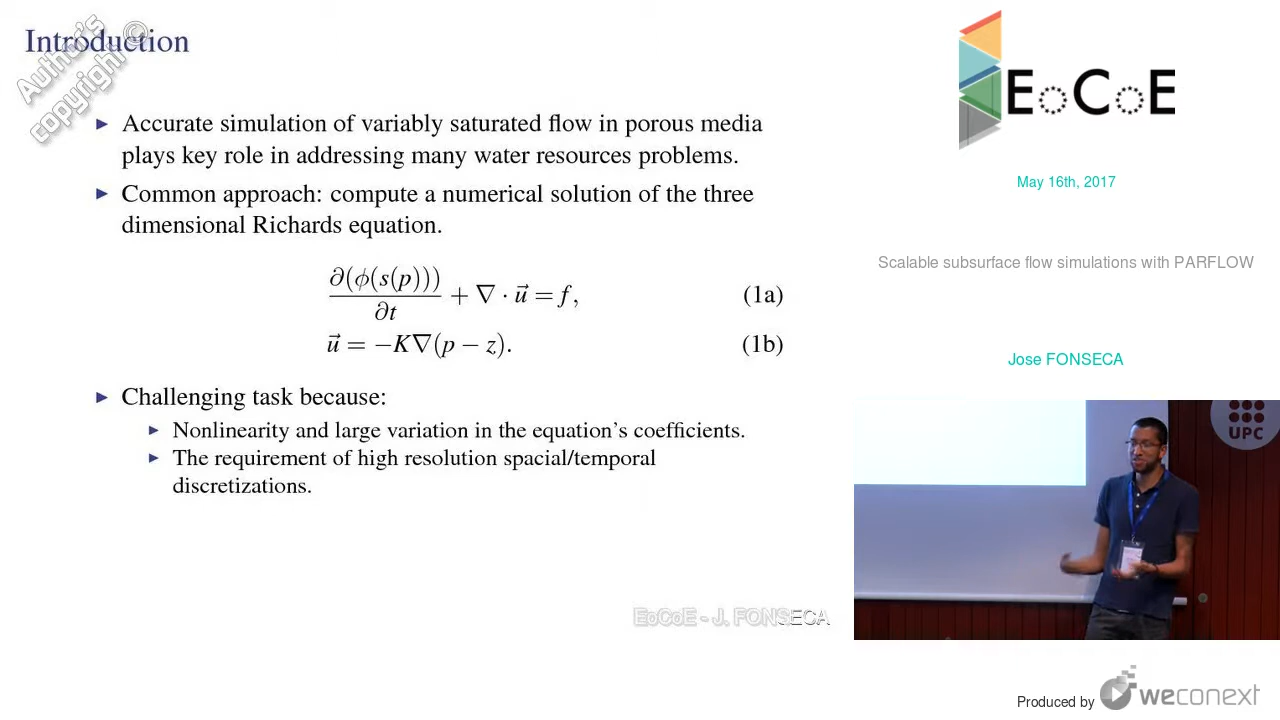 Introduction
Author's
copyright ©
▶ Accurate simulation of variably saturated flow in porous media
plays key role in addressing many water resources problems.
▶ Common approach: compute a numerical solution of the three
dimensional Richards equation.
∂(ϕ(s(p)))/∂t + ∇ · u⃗ = f, (1a)
u⃗ = −K∇(p − z). (1b)
▶ Challenging task because:
▶ Nonlinearity and large variation in the equation's coefficients.
▶ The requirement of high resolution spacial/temporal
discretizations.
EoCoE - J. FONSECA
EoCoE
May 16th, 2017
Scalable subsurface flow simulations with PARFLOW
Jose FONSECA
UPC
Produced by weconext